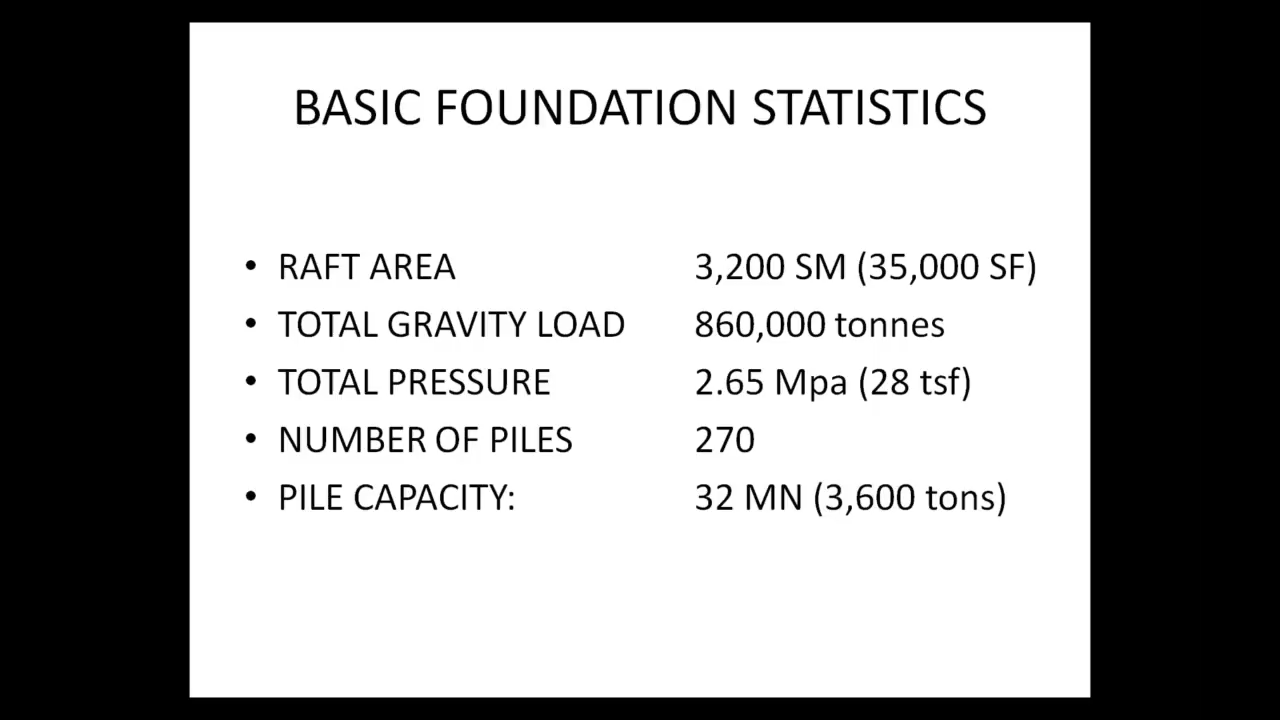 BASIC FOUNDATION STATISTICS
• RAFT AREA 3,200 SM (35,000 SF)
• TOTAL GRAVITY LOAD 860,000 tonnes
• TOTAL PRESSURE 2.65 Mpa (28 tsf)
• NUMBER OF PILES 270
• PILE CAPACITY: 32 MN (3,600 tons)